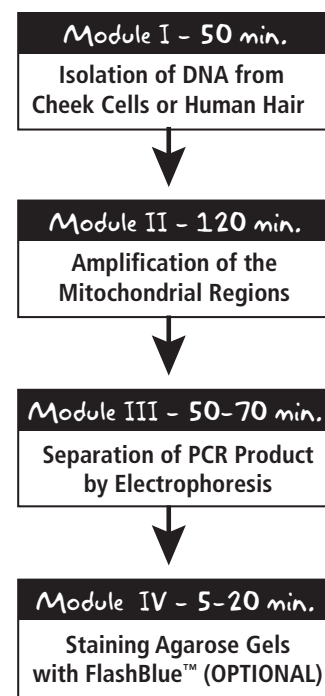 Module I - 50 min.
Isolation of DNA from
Cheek Cells or Human Hair
Module II - 120 min.
Amplification of the
Mitochondrial Regions
Module III - 50-70 min.
Separation of PCR Product
by Electrophoresis
Module IV - 5-20 min.
Staining Agarose Gels
with FlashBlue™ (OPTIONAL)